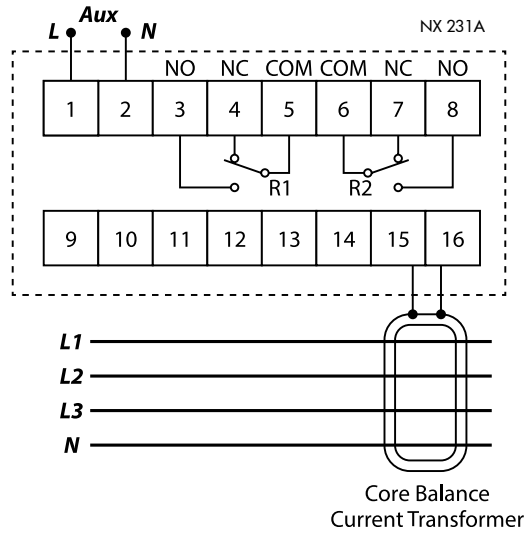 Aux
L N
NX 231A
NO NC COM COM NC NO
1 2 3 4 5 6 7 8
R1 R2
9 10 11 12 13 14 15 16
L1
L2
L3
N
Core Balance
Current Transformer